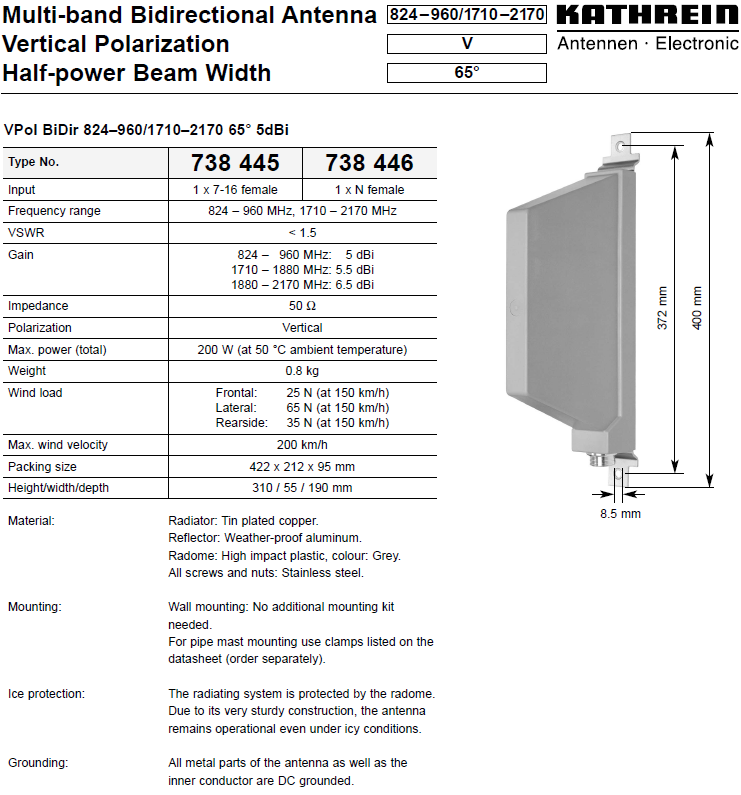 Multi-band Bidirectional Antenna
Vertical Polarization
Half-power Beam Width
824–960/1710–2170
V
65°
KATHREIN
Antennen · Electronic
VPol BiDir 824–960/1710–2170 65° 5dBi
Type No. 738 445 738 446
Input 1 x 7-16 female 1 x N female
Frequency range 824 – 960 MHz, 1710 – 2170 MHz
VSWR < 1.5
Gain 824 – 960 MHz: 5 dBi
1710 – 1880 MHz: 5.5 dBi
1880 – 2170 MHz: 6.5 dBi
Impedance 50 Ω
Polarization Vertical
Max. power (total) 200 W (at 50 °C ambient temperature)
Weight 0.8 kg
Wind load Frontal: 25 N (at 150 km/h)
Lateral: 65 N (at 150 km/h)
Rearside: 35 N (at 150 km/h)
Max. wind velocity 200 km/h
Packing size 422 x 212 x 95 mm
Height/width/depth 310 / 55 / 190 mm
372 mm
400 mm
8.5 mm
Material: Radiator: Tin plated copper.
Reflector: Weather-proof aluminum.
Radome: High impact plastic, colour: Grey.
All screws and nuts: Stainless steel.
Mounting: Wall mounting: No additional mounting kit
needed.
For pipe mast mounting use clamps listed on the
datasheet (order separately).
Ice protection: The radiating system is protected by the radome.
Due to its very sturdy construction, the antenna
remains operational even under icy conditions.
Grounding: All metal parts of the antenna as well as the
inner conductor are DC grounded.